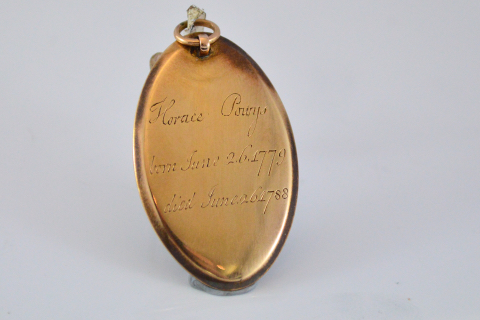 Horace Powys
born June 26 1779
died June 26 1788